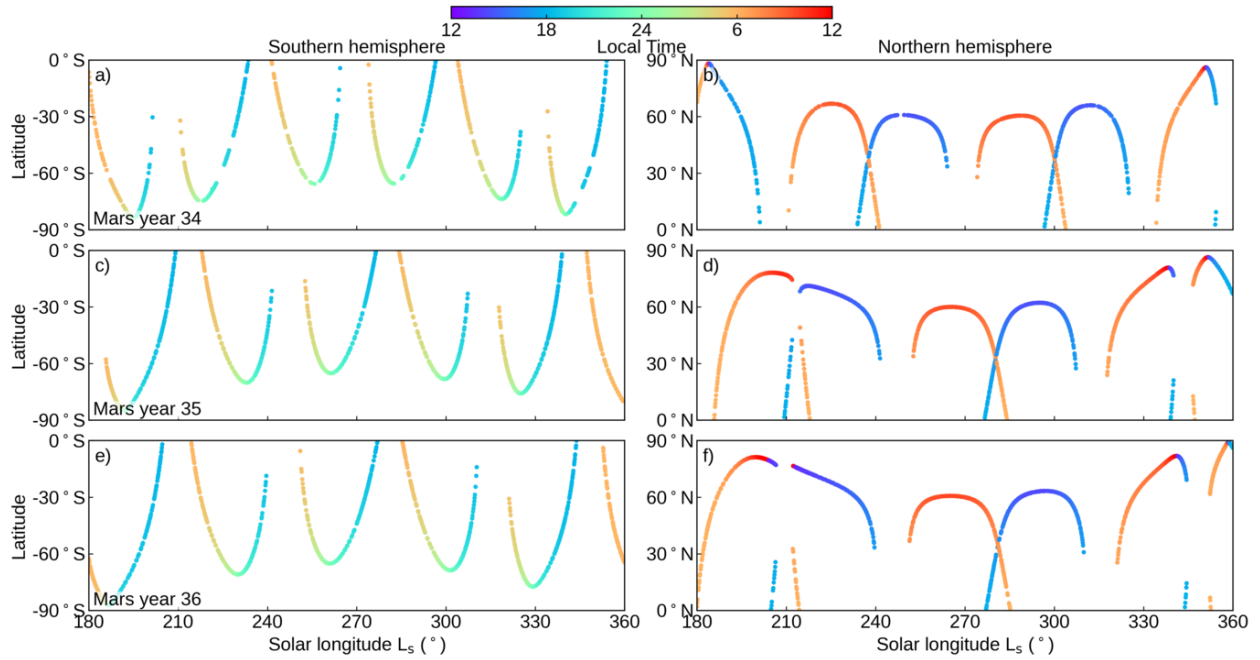 12 18 24 6 12
Southern hemisphere Local Time Northern hemisphere
0°S 90°N
a) b)
-30°S 60°N
Latitude
-60°S 30°N
Mars year 34
-90°S 0°N
0°S 90°N
c) d)
-30°S 60°N
Latitude
-60°S 30°N
Mars year 35
-90°S 0°N
0°S 90°N
e) f)
-30°S 60°N
Latitude
-60°S 30°N
Mars year 36
-90°S 0°N
180 210 240 270 300 330 360 180 210 240 270 300 330 360
Solar longitude Lₛ (°) Solar longitude Lₛ (°)